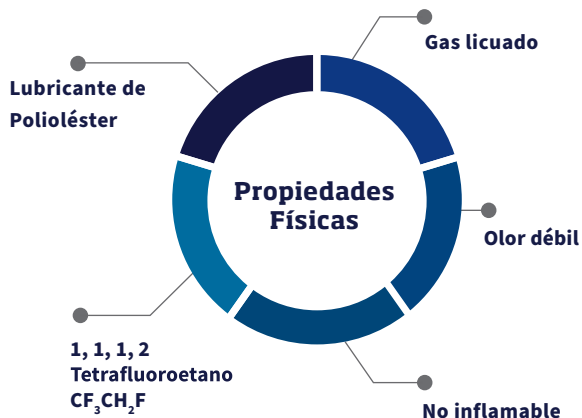 Gas licuado
Lubricante de
Polioléster
Propiedades
Físicas
Olor débil
1, 1, 1, 2
Tetrafluoroetano
CF₃CH₂F
No inflamable